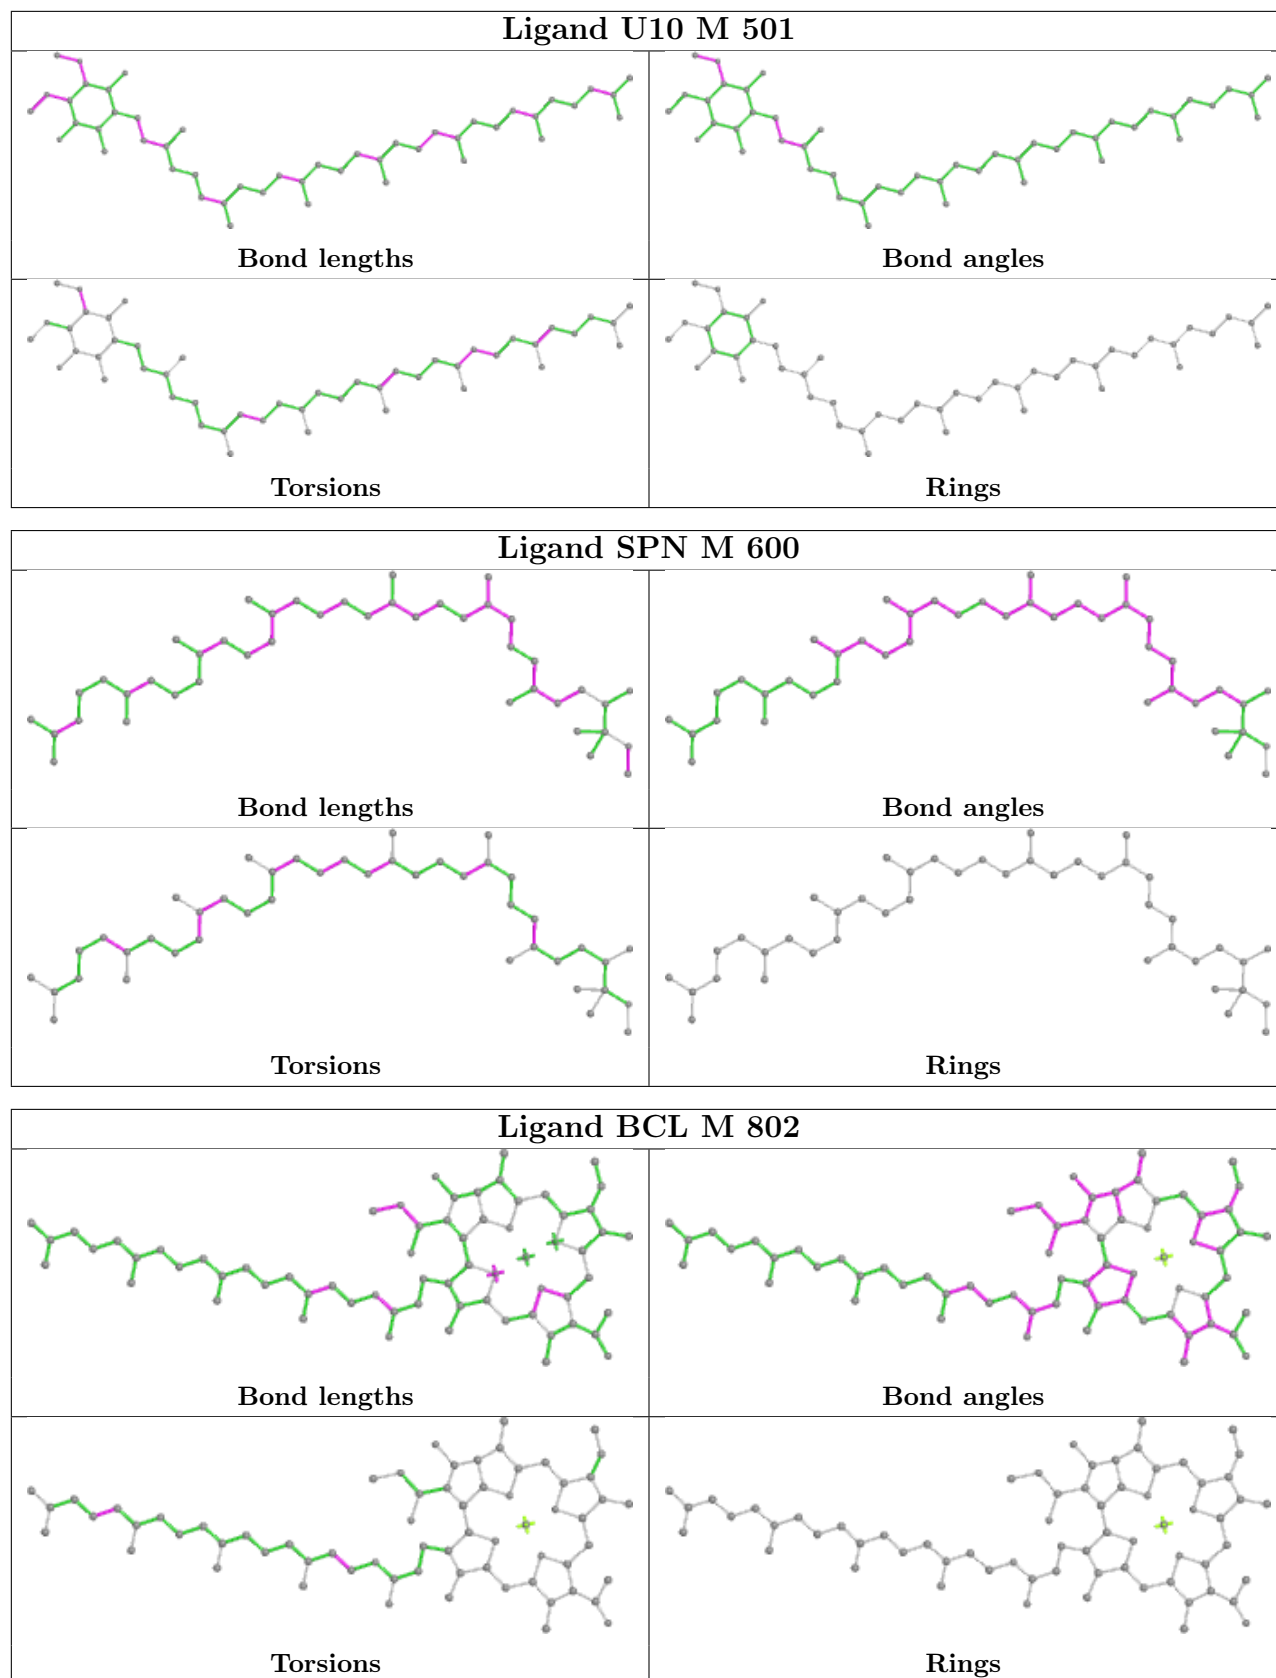 Ligand U10 M 501
Bond lengths
Bond angles
Torsions
Rings
Ligand SPN M 600
Bond lengths
Bond angles
Torsions
Rings
Ligand BCL M 802
Bond lengths
Bond angles
Torsions
Rings